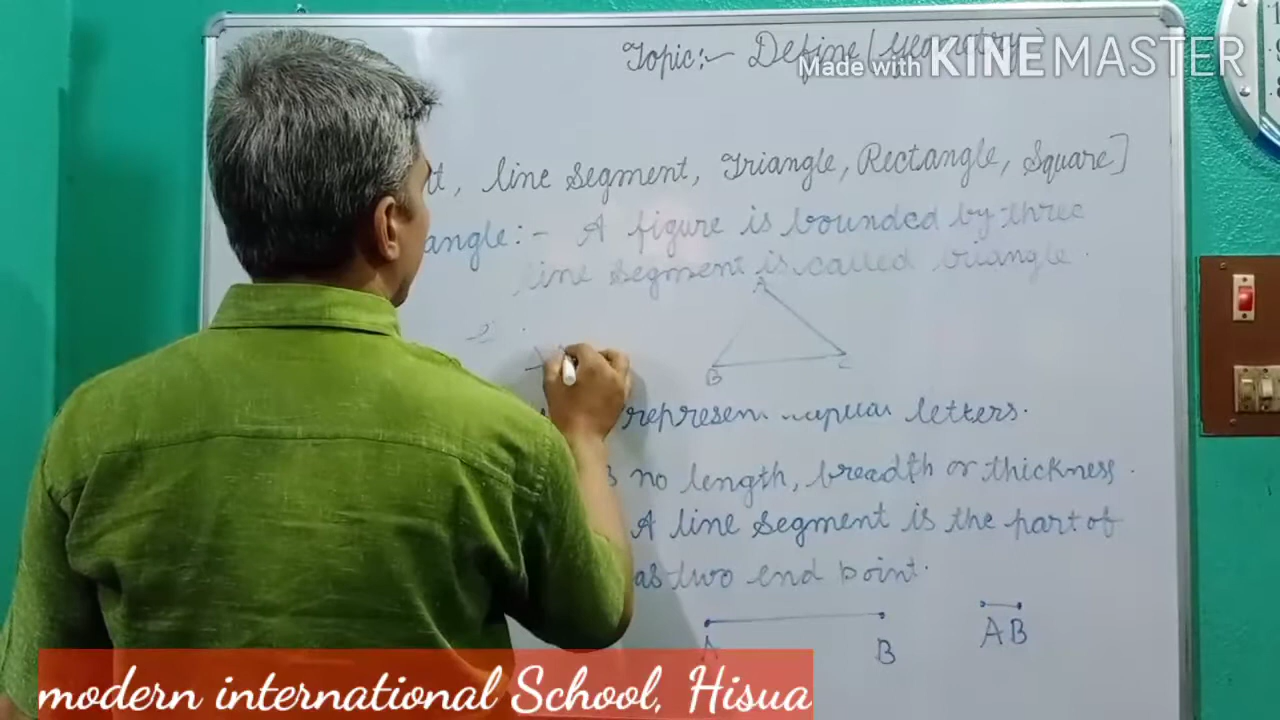 Topic:- Define [Geometry]
Made with KINEMASTER
, line segment, Triangle, Rectangle, Square]
angle:- A figure is bounded by three
line segment is called triangle.
A
B C
represen letters.
no length, breadth or thickness.
A line segment is the part of
as two end point.
A B
AB
modern international School, Hisua